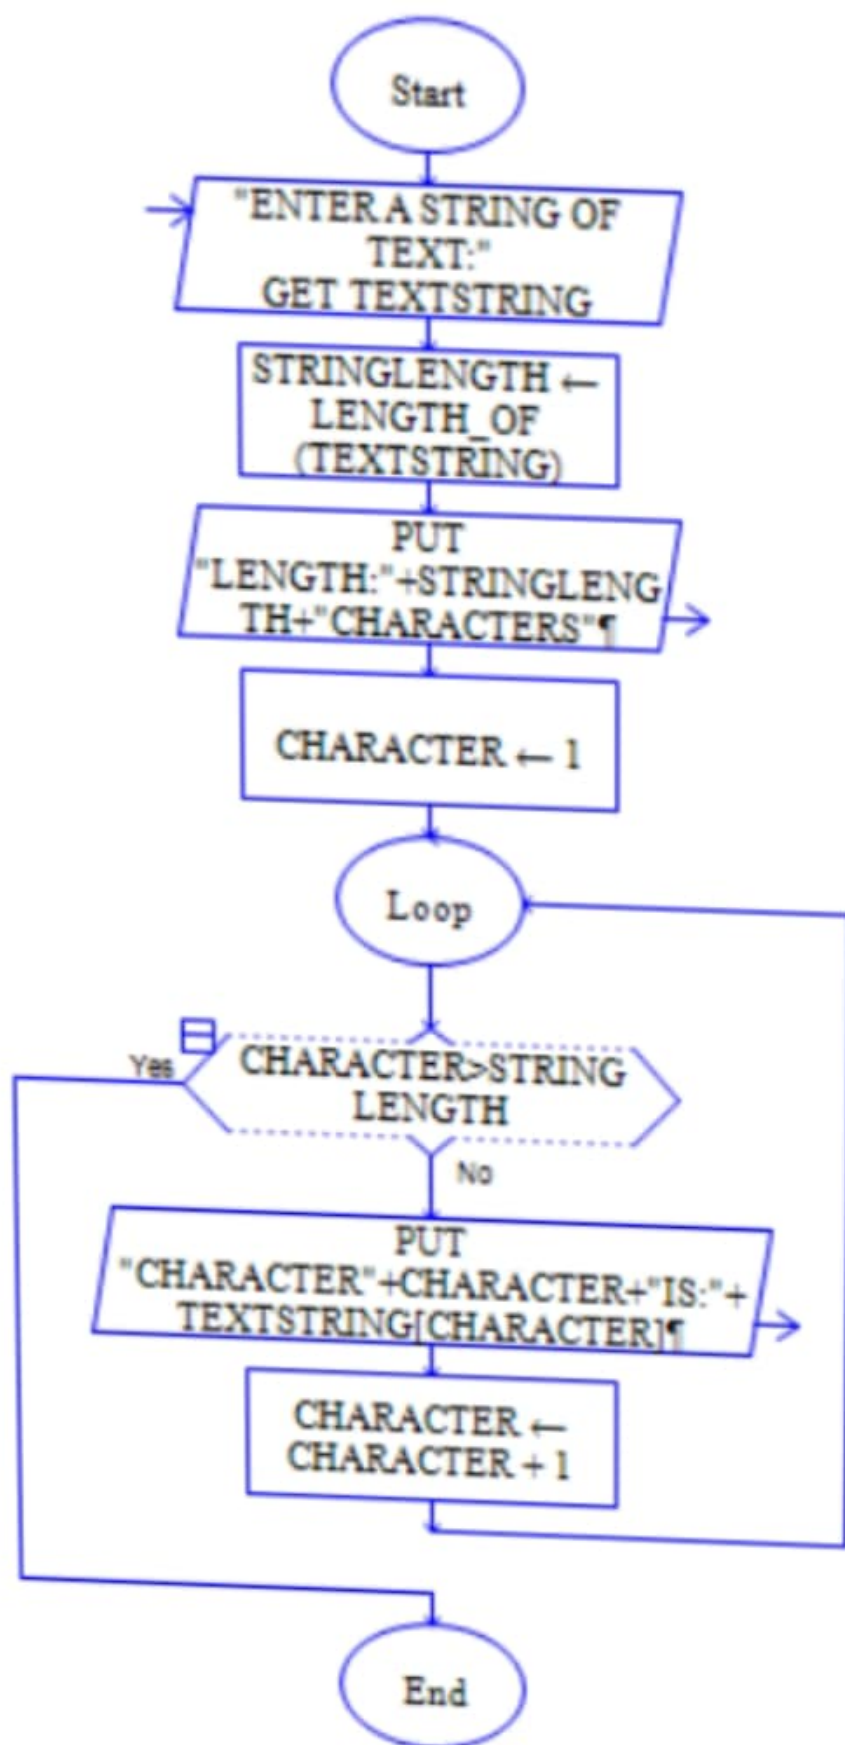 Start
"ENTER A STRING OF
TEXT:"
GET TEXTSTRING
STRINGLENGTH ←
LENGTH_OF
(TEXTSTRING)
PUT
"LENGTH:"+STRINGLENG
TH+"CHARACTERS"¶
CHARACTER ← 1
Loop
Yes
CHARACTER>STRING
LENGTH
No
PUT
"CHARACTER"+CHARACTER+"IS:"+
TEXTSTRING[CHARACTER]¶
CHARACTER ←
CHARACTER + 1
End